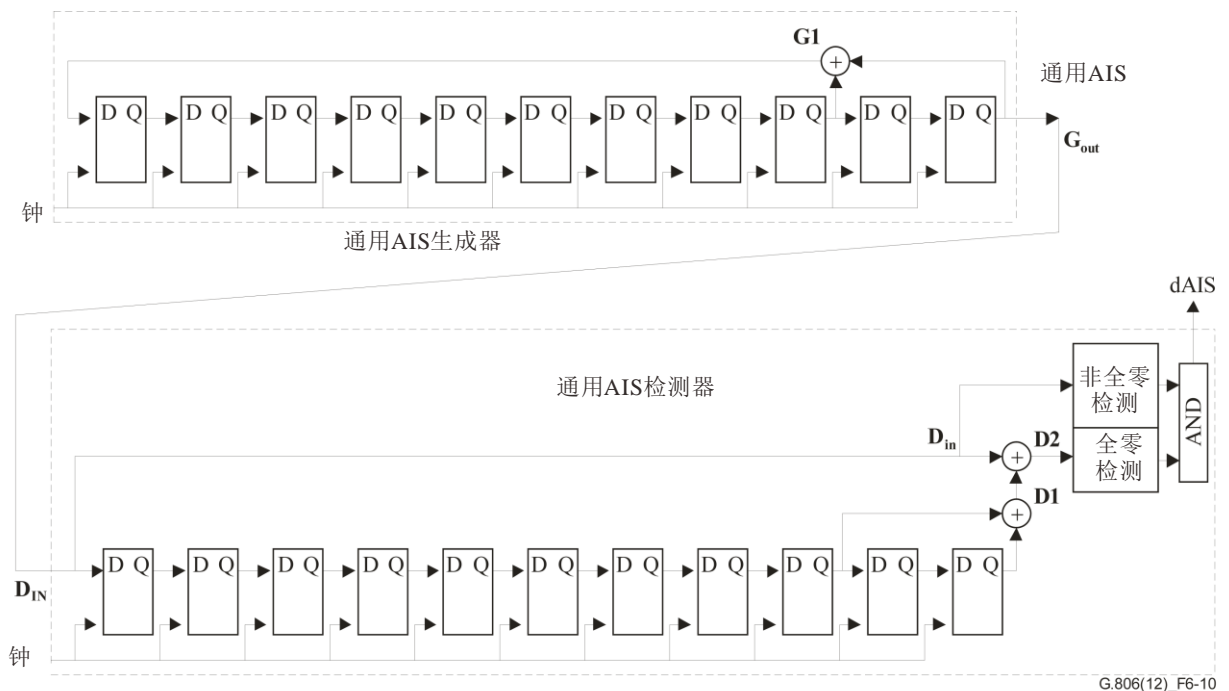 G1
通用AIS
D Q D Q D Q D Q D Q D Q D Q D Q D Q D Q D Q
Gout
钟
通用AIS生成器
dAIS
通用AIS检测器
非全零
检测
AND
Din
D2
全零
检测
D1
D Q D Q D Q D Q D Q D Q D Q D Q D Q D Q D Q
DIN
钟
G.806(12)_F6-10